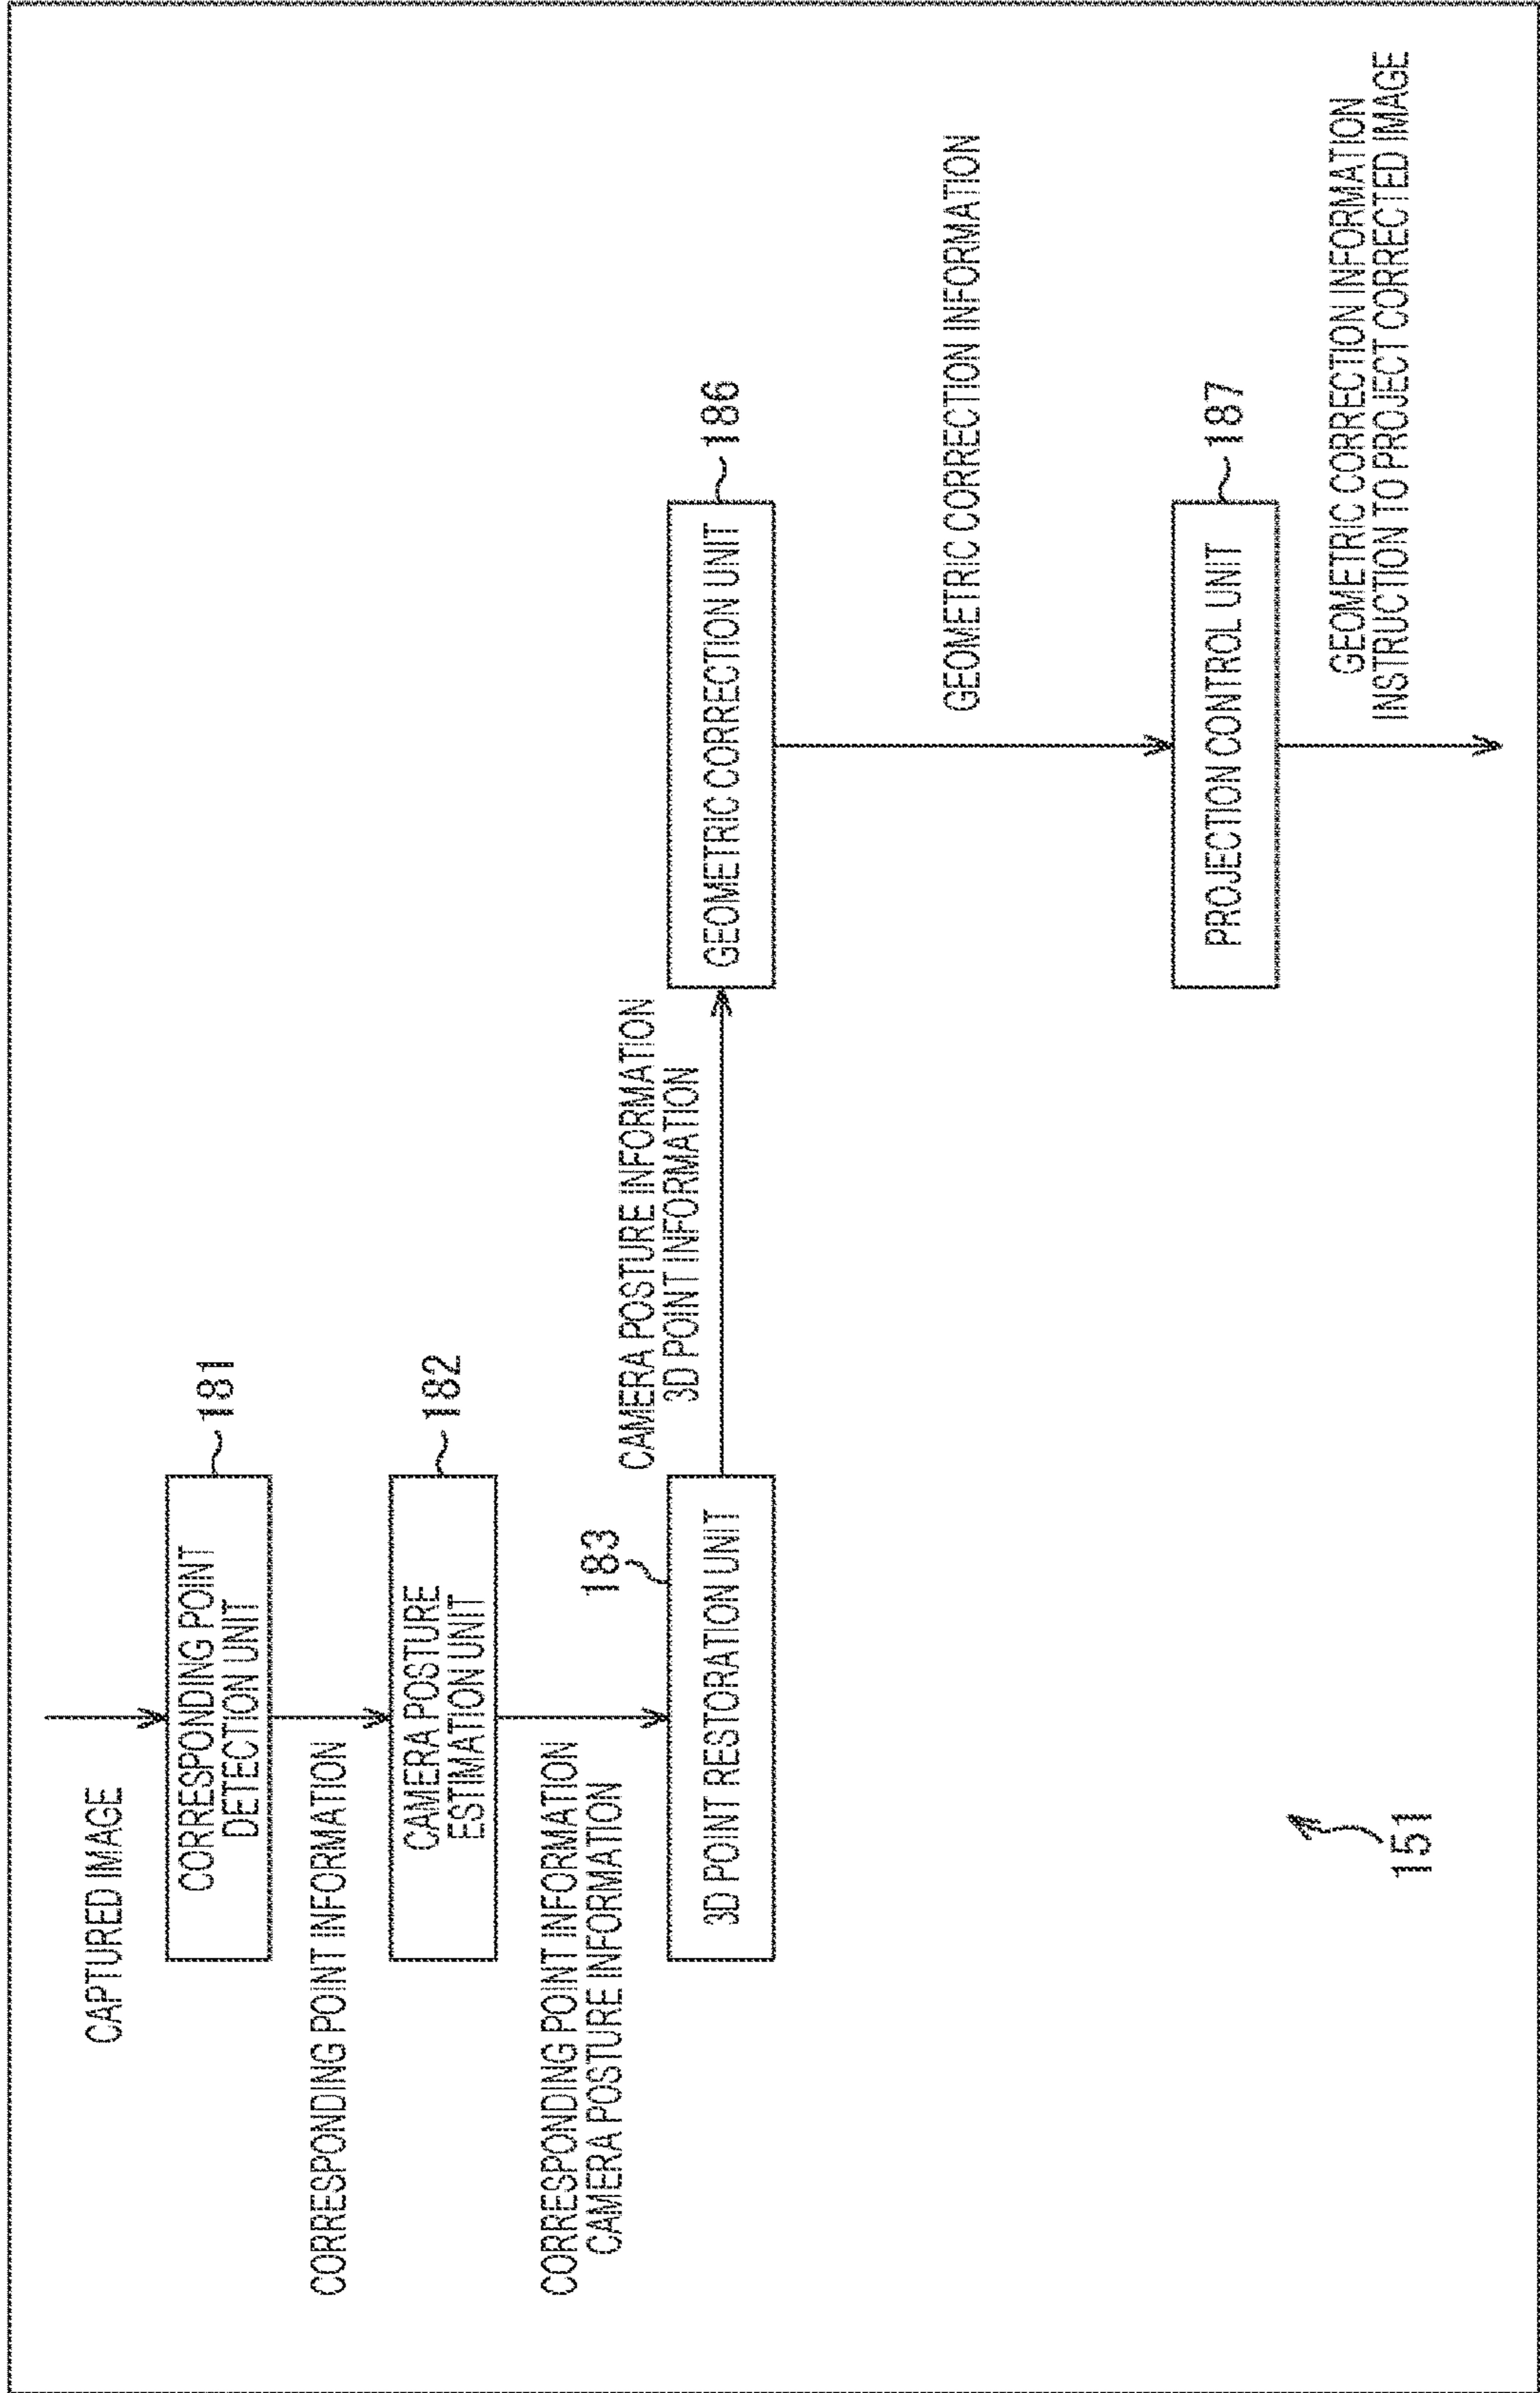 CAPTURED IMAGE
CORRESPONDING POINT
DETECTION UNIT
181
CORRESPONDING POINT INFORMATION
CAMERA POSTURE
ESTIMATION UNIT
182
CORRESPONDING POINT INFORMATION
CAMERA POSTURE INFORMATION
183
3D POINT RESTORATION UNIT
CAMERA POSTURE INFORMATION
3D POINT INFORMATION
GEOMETRIC CORRECTION UNIT
186
GEOMETRIC CORRECTION INFORMATION
PROJECTION CONTROL UNIT
187
GEOMETRIC CORRECTION INFORMATION
INSTRUCTION TO PROJECT CORRECTED IMAGE
151